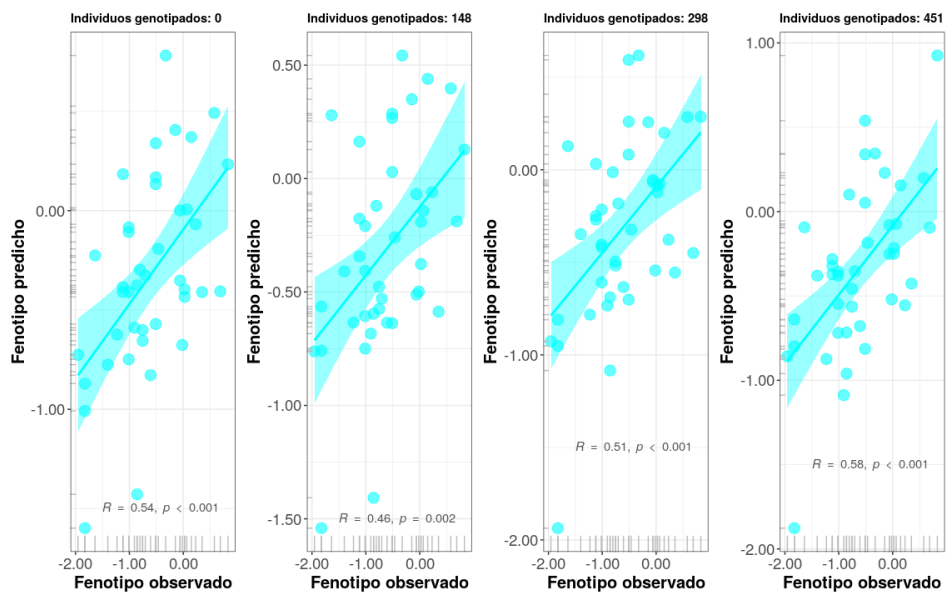 Individuos genotipados: 0
Individuos genotipados: 148
Individuos genotipados: 298
Individuos genotipados: 451
Fenotipo predicho
0.00
-1.00
R = 0.54, p < 0.001
-2.00 -1.00 0.00
Fenotipo observado
Fenotipo predicho
0.50
0.00
-0.50
-1.00
-1.50
R = 0.46, p = 0.002
-2.00 -1.00 0.00
Fenotipo observado
Fenotipo predicho
0.00
-1.00
-2.00
R = 0.51, p < 0.001
-2.00 -1.00 0.00
Fenotipo observado
Fenotipo predicho
1.00
0.00
-1.00
-2.00
R = 0.58, p < 0.001
-2.00 -1.00 0.00
Fenotipo observado